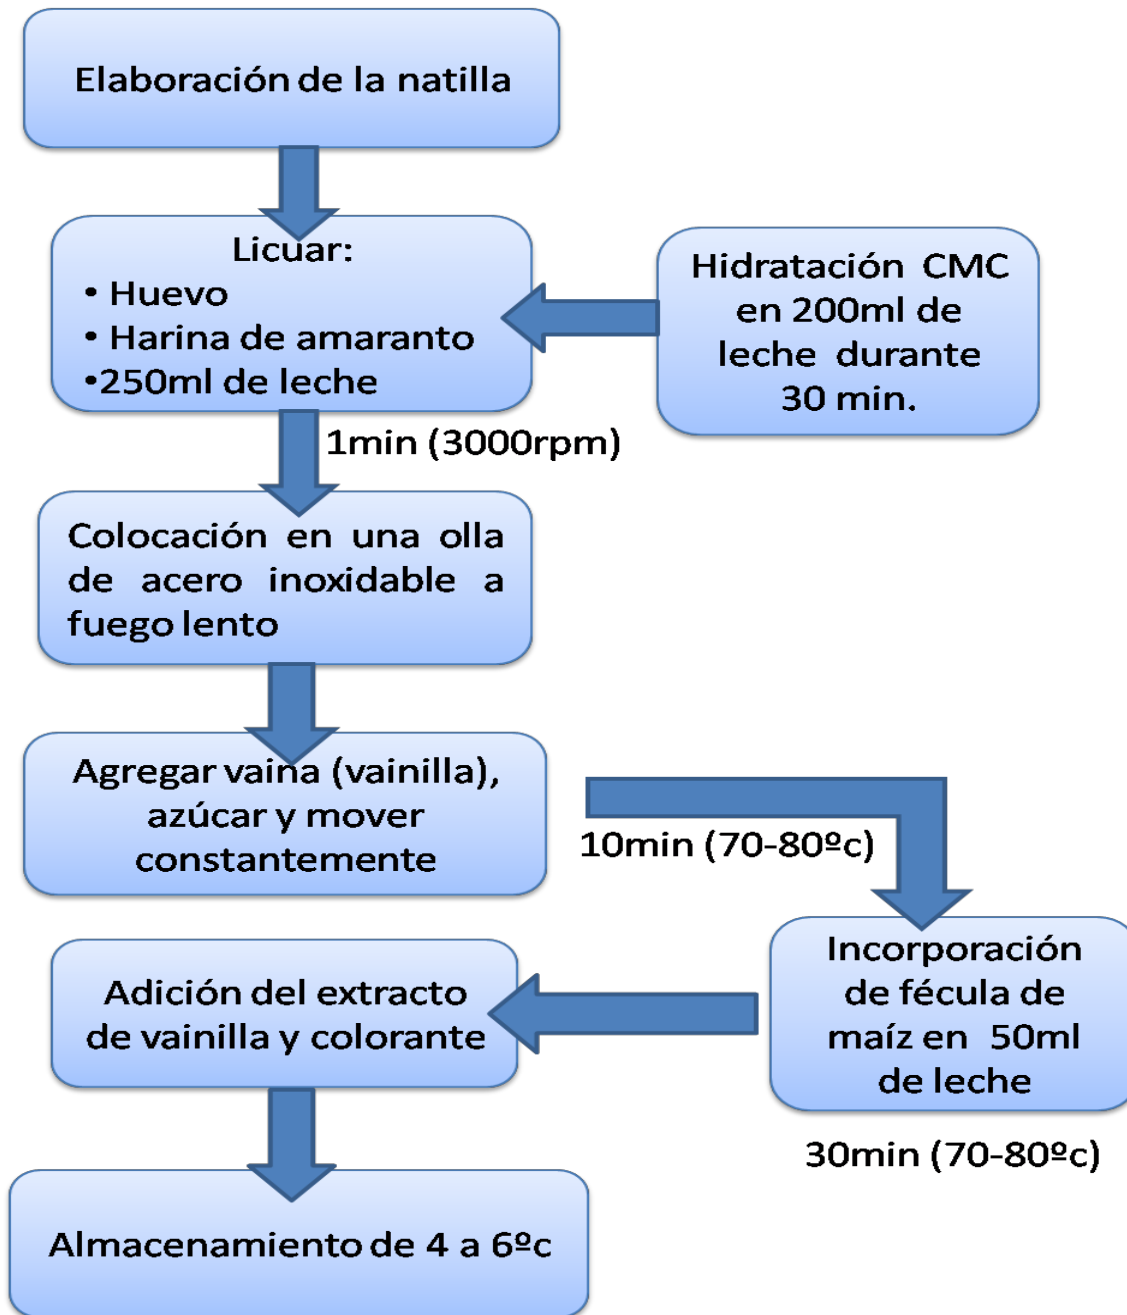 Elaboración de la natilla
Licuar:
• Huevo
• Harina de amaranto
•250ml de leche
Hidratación CMC
en 200ml de
leche durante
30 min.
1min (3000rpm)
Colocación en una olla
de acero inoxidable a
fuego lento
Agregar vaina (vainilla),
azúcar y mover
constantemente
10min (70-80ºc)
Incorporación
de fécula de
maíz en 50ml
de leche
30min (70-80ºc)
Adición del extracto
de vainilla y colorante
Almacenamiento de 4 a 6ºc